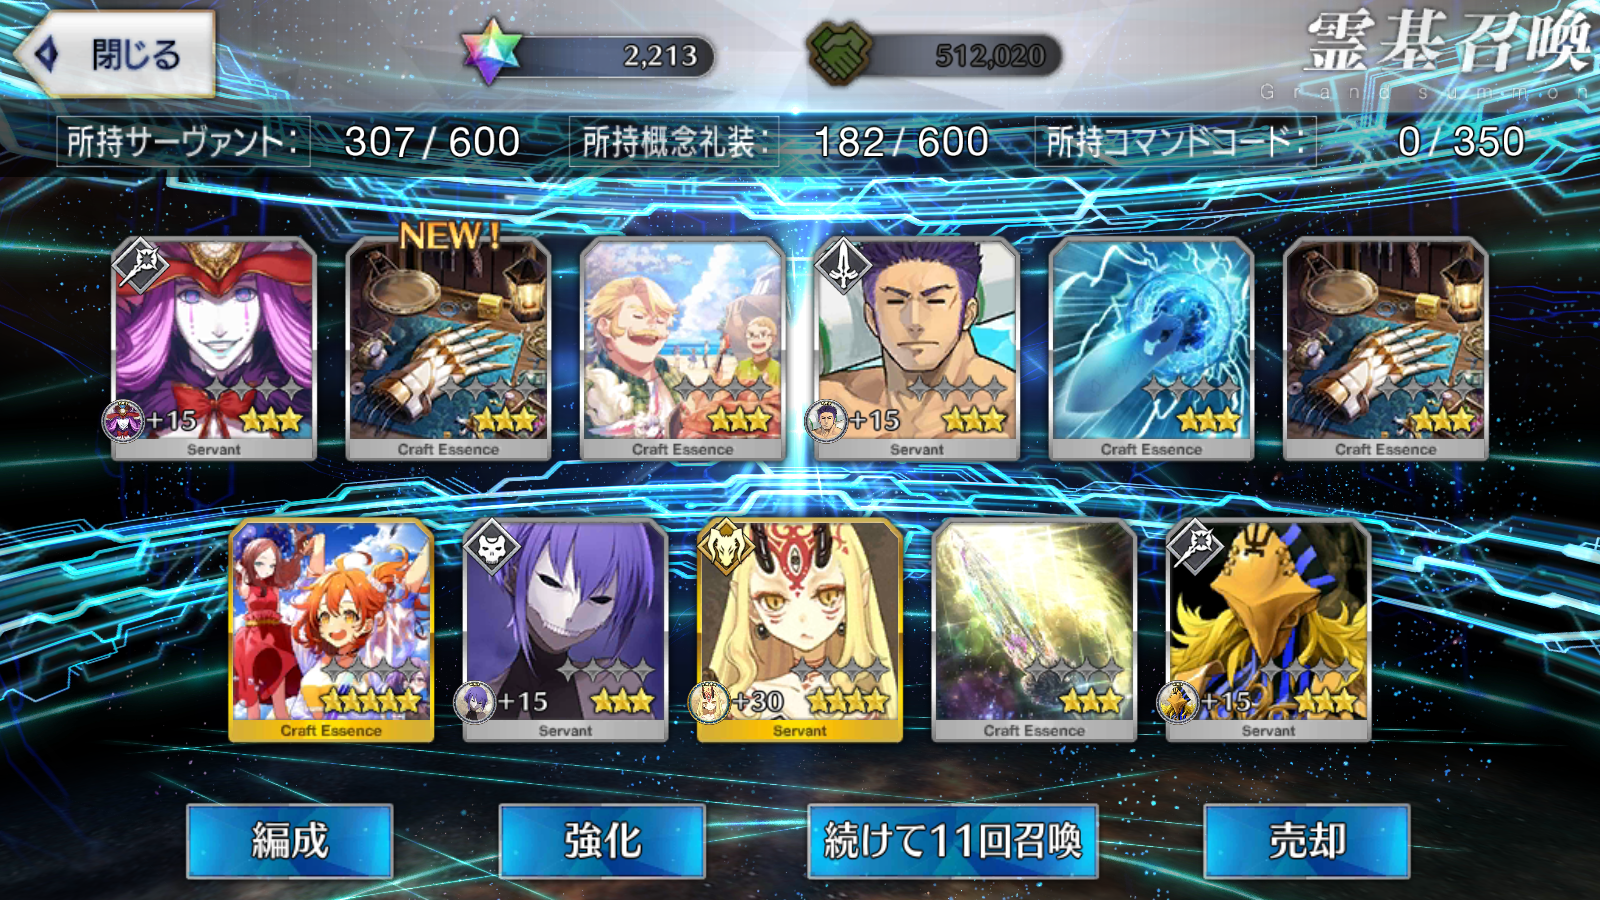 閉じる
2,213
512,020
霊基召喚
Grand summon
所持サーヴァント: 307/600
所持概念礼装: 182/600
所持コマンドコード: 0/350
NEW!
+15
+15
Servant
Craft Essence
Craft Essence
Servant
Craft Essence
Craft Essence
+15
+30
+15
Craft Essence
Servant
Servant
Craft Essence
Servant
編成
強化
続けて11回召喚
売却